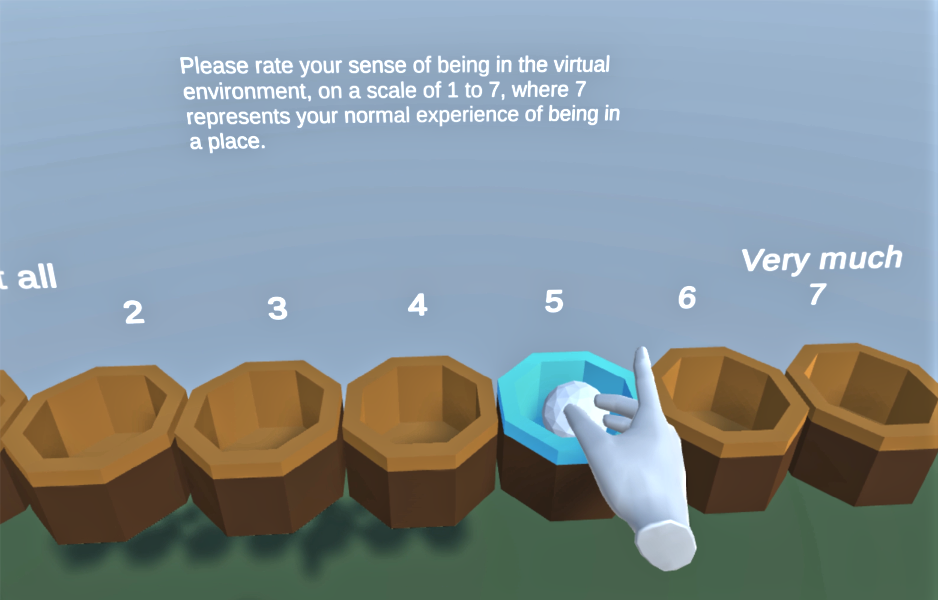 Please rate your sense of being in the virtual
environment, on a scale of 1 to 7, where 7
represents your normal experience of being in
a place.
all
Very much
2 3 4 5 6 7